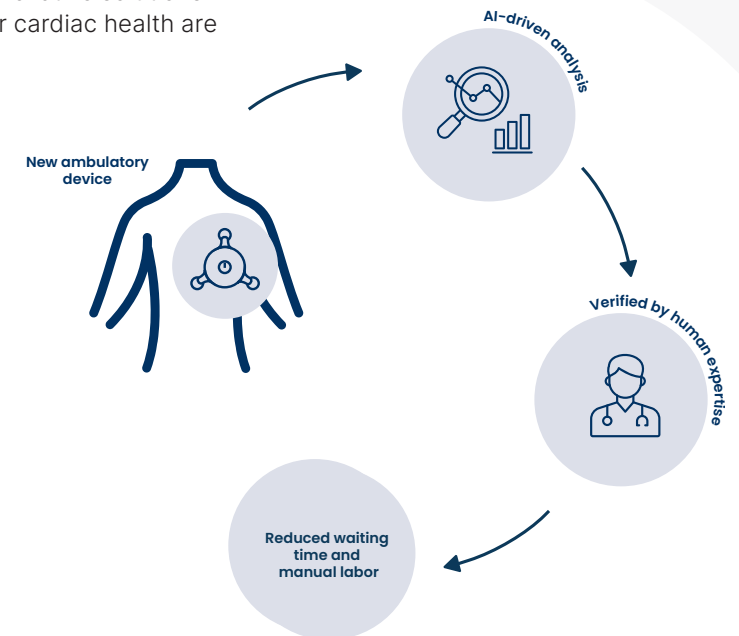 r cardiac health are
AI-driven analysis
New ambulatory
device
Verified by human expertise
Reduced waiting
time and
manual labor